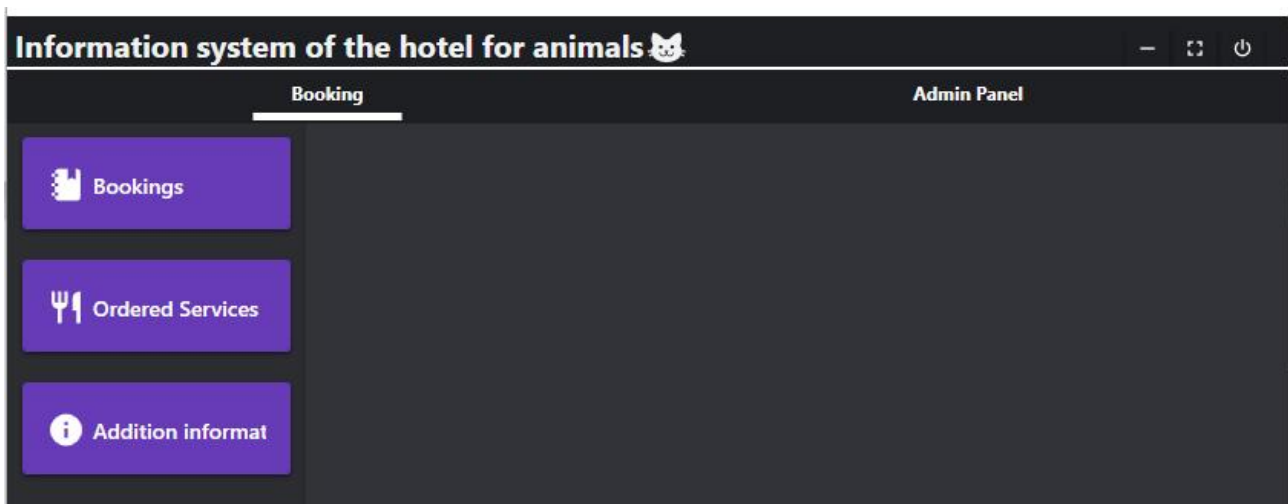 Information system of the hotel for animals🐱
Booking
Admin Panel
Bookings
Ordered Services
Addition informat